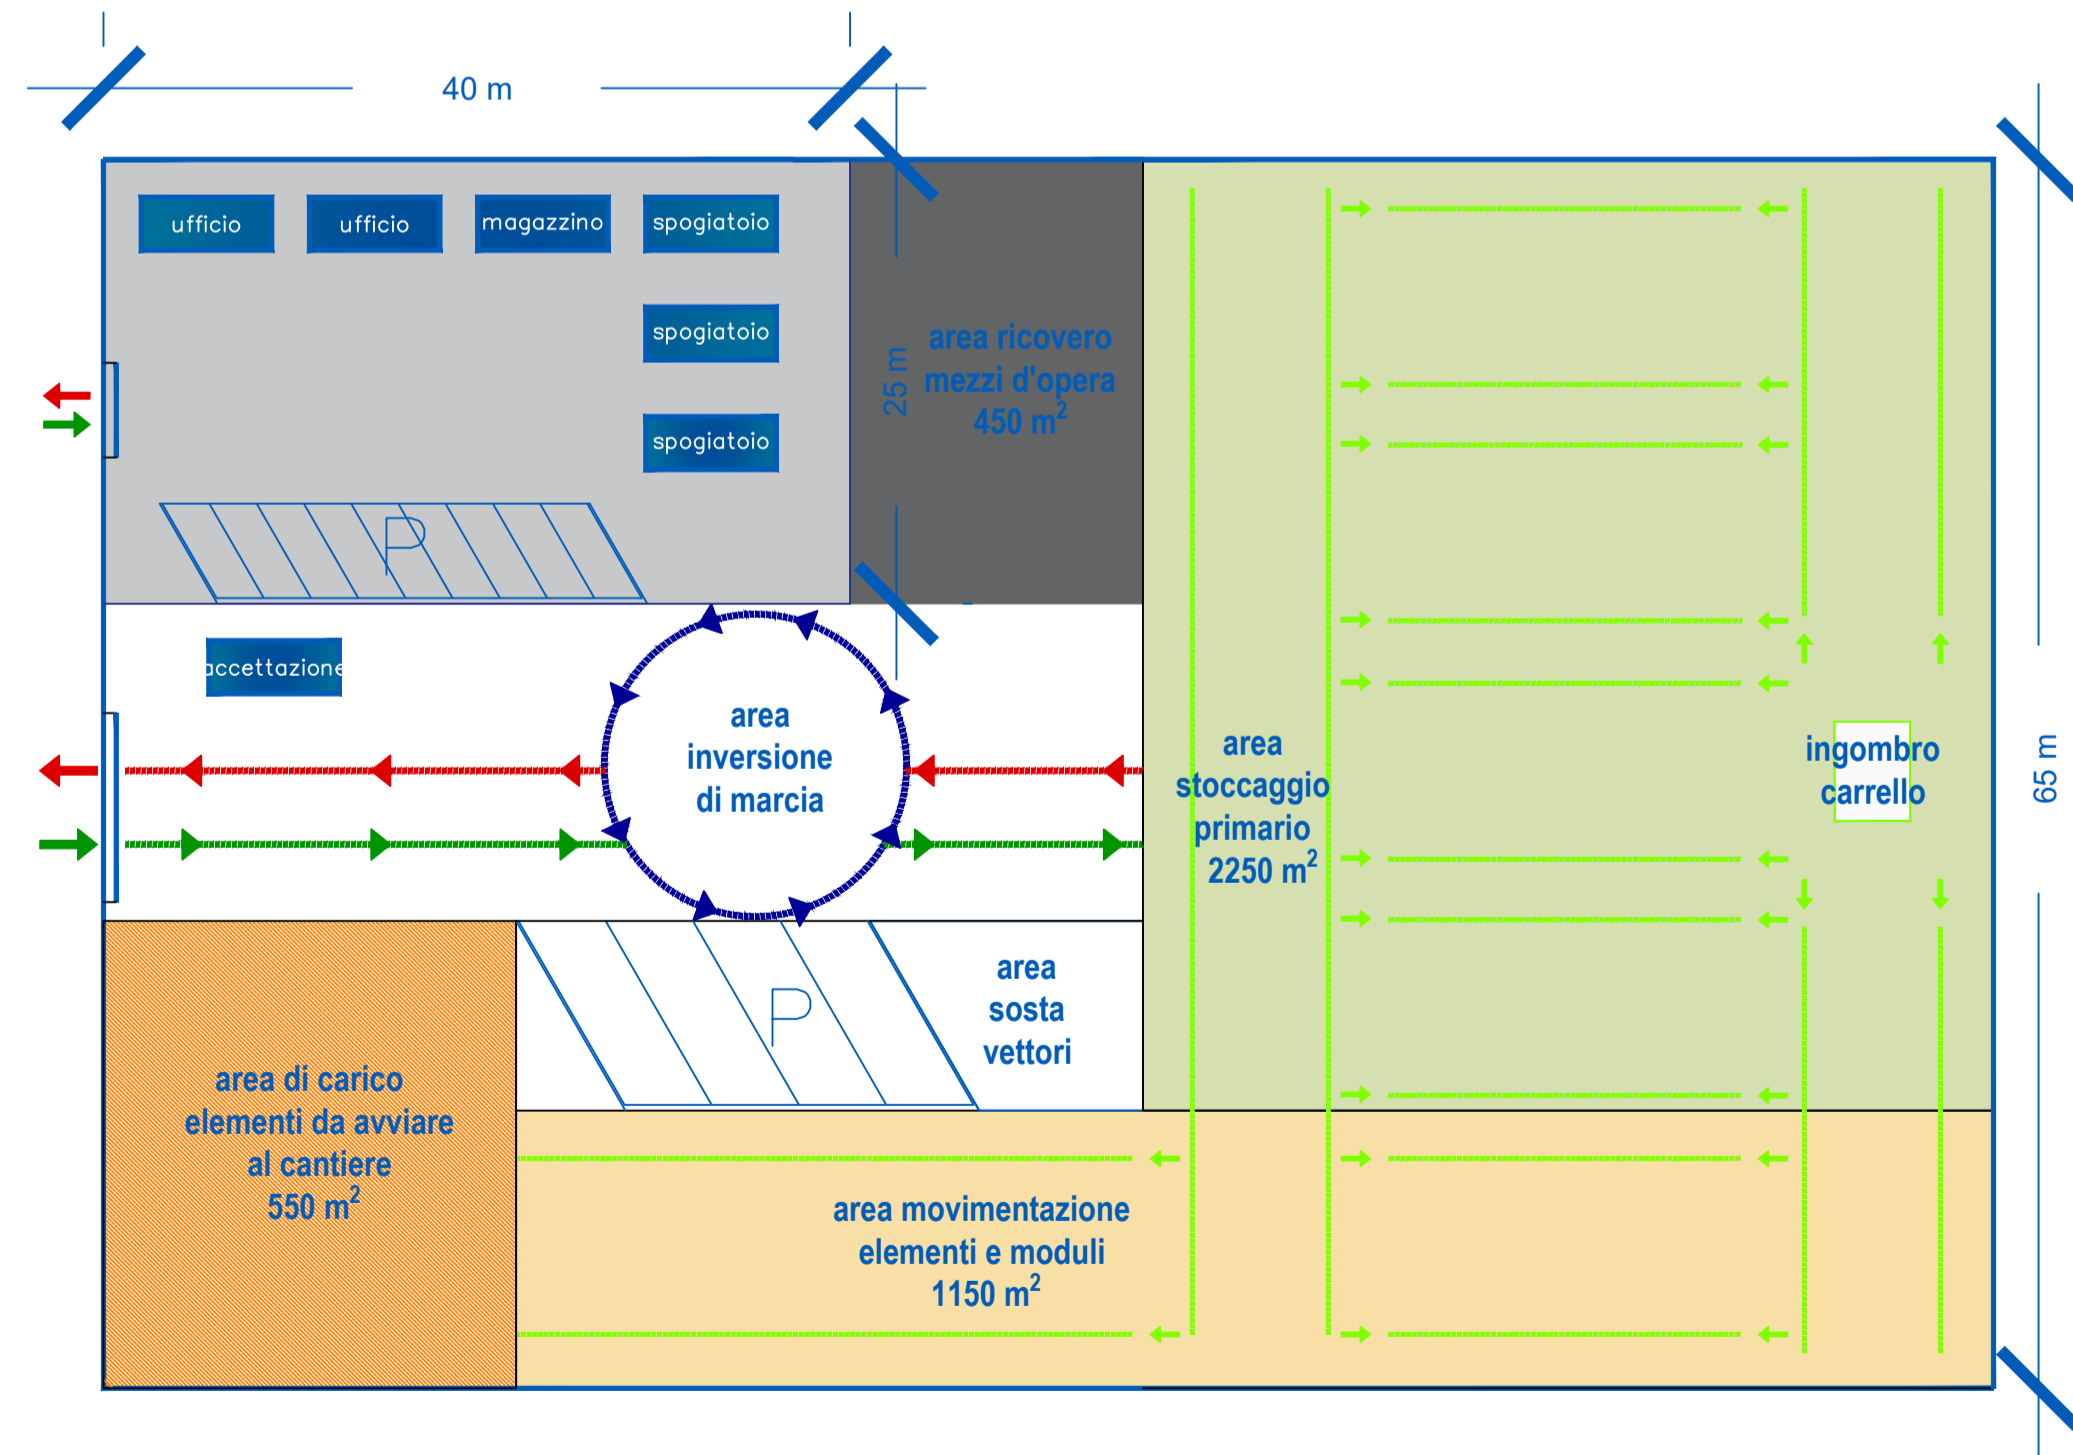 40 m
ufficio
ufficio
magazzino
spogiatoio
spogiatoio
spogiatoio
P
25 m
area ricovero
mezzi d'opera
450 m²
accettazione
area
inversione
di marcia
area
stoccaggio
primario
2250 m²
ingombro
carrello
65 m
P
area
sosta
vettori
area di carico
elementi da avviare
al cantiere
550 m²
area movimentazione
elementi e moduli
1150 m²